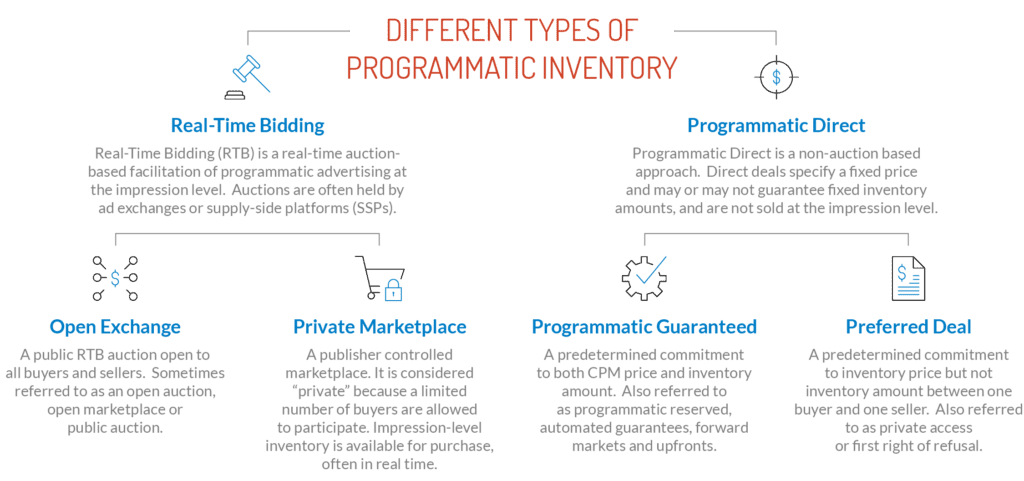 DIFFERENT TYPES OF
PROGRAMMATIC INVENTORY
$
Real-Time Bidding
Real-Time Bidding (RTB) is a real-time auction-
based facilitation of programmatic advertising at
the impression level. Auctions are often held by
ad exchanges or supply-side platforms (SSPs).
Programmatic Direct
Programmatic Direct is a non-auction based
approach. Direct deals specify a fixed price
and may or may not guarantee fixed inventory
amounts, and are not sold at the impression level.
$
Open Exchange
A public RTB auction open to
all buyers and sellers. Sometimes
referred to as an open auction,
open marketplace or
public auction.
Private Marketplace
A publisher controlled
marketplace. It is considered
“private” because a limited
number of buyers are allowed
to participate. Impression-level
inventory is available for purchase,
often in real time.
Programmatic Guaranteed
A predetermined commitment
to both CPM price and inventory
amount. Also referred to
as programmatic reserved,
automated guarantees, forward
markets and upfronts.
$
Preferred Deal
A predetermined commitment
to inventory price but not
inventory amount between one
buyer and one seller. Also referred
to as private access
or first right of refusal.